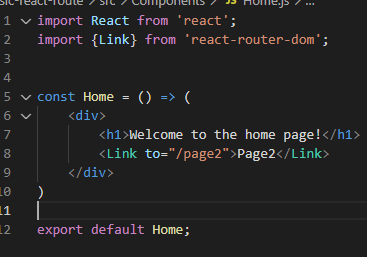 sic-react-route > src > Components > JS Home.js > ...
1 import React from 'react';
2 import {Link} from 'react-router-dom';
3
4
5 const Home = () => (
6 <div>
7 <h1>Welcome to the home page!</h1>
8 <Link to="/page2">Page2</Link>
9 </div>
10 )
11
12 export default Home;